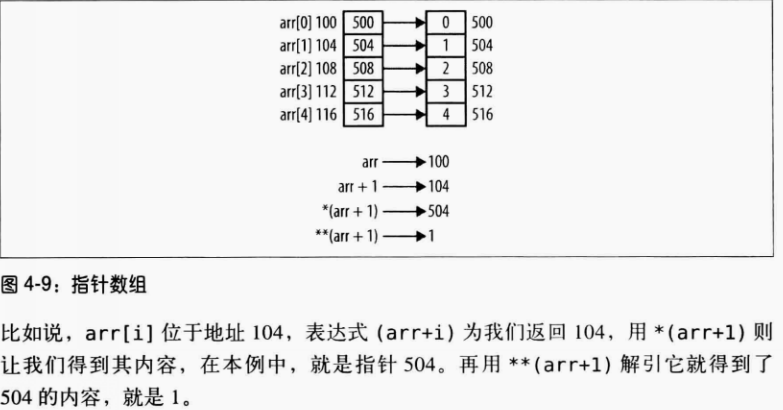 arr[0] 100 500 0 500
arr[1] 104 504 1 504
arr[2] 108 508 2 508
arr[3] 112 512 3 512
arr[4] 116 516 4 516
arr 100
arr + 1 104
*(arr + 1) 504
**(arr + 1) 1
图 4-9：指针数组
比如说，arr[i] 位于地址 104，表达式 (arr+i) 为我们返回 104，用 *(arr+1) 则
让我们得到其内容，在本例中，就是指针 504。再用 **(arr+1) 解引它就得到了
504 的内容，就是 1。